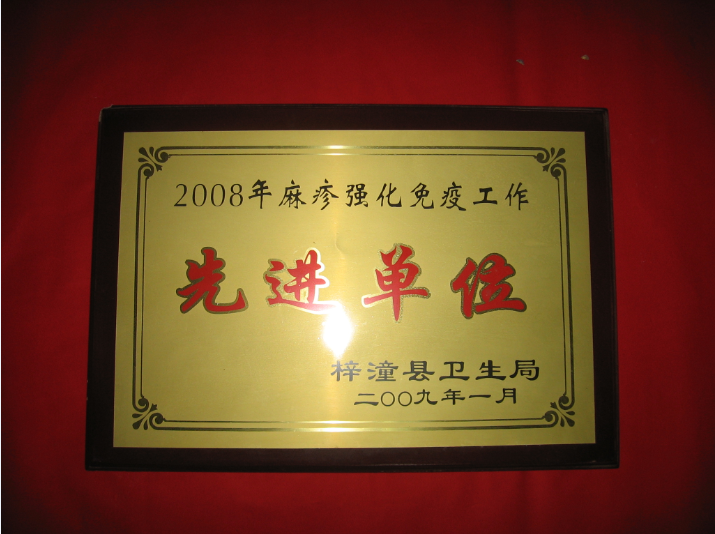 2008年麻疹强化免疫工作
先进单位
梓潼县卫生局
二〇〇九年一月